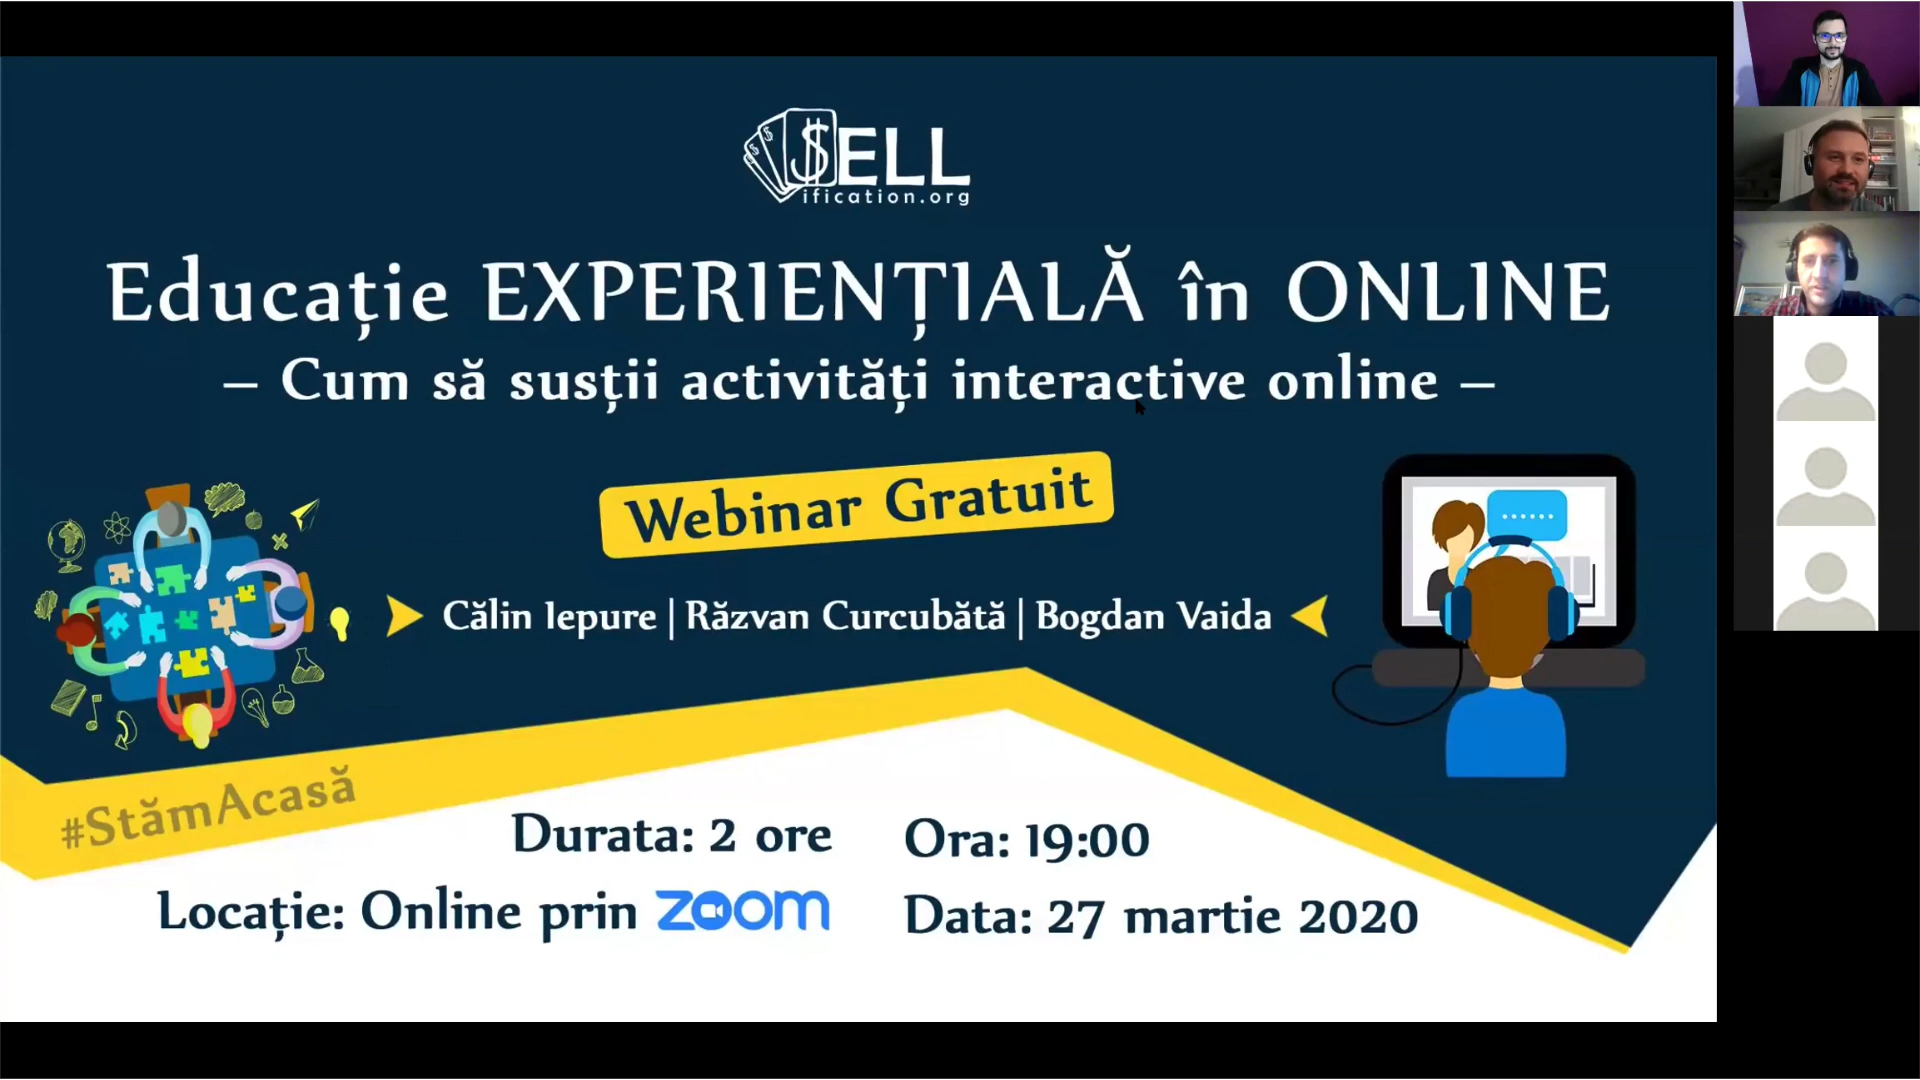 $ELL
ification.org
Educație EXPERIENȚIALĂ în ONLINE
– Cum să susții activități interactive online –
Webinar Gratuit
Călin Iepure | Răzvan Curcubătă | Bogdan Vaida
#StămAcasă
Durata: 2 ore
Ora: 19:00
Locație: Online prin zoom
Data: 27 martie 2020